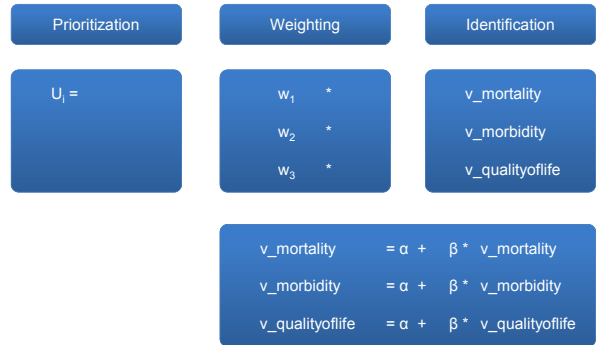 Prioritization Weighting Identification
Uᵢ = w₁ * v_mortality
w₂ * v_morbidity
w₃ * v_qualityoflife
v_mortality = α + β * v_mortality
v_morbidity = α + β * v_morbidity
v_qualityoflife = α + β * v_qualityoflife